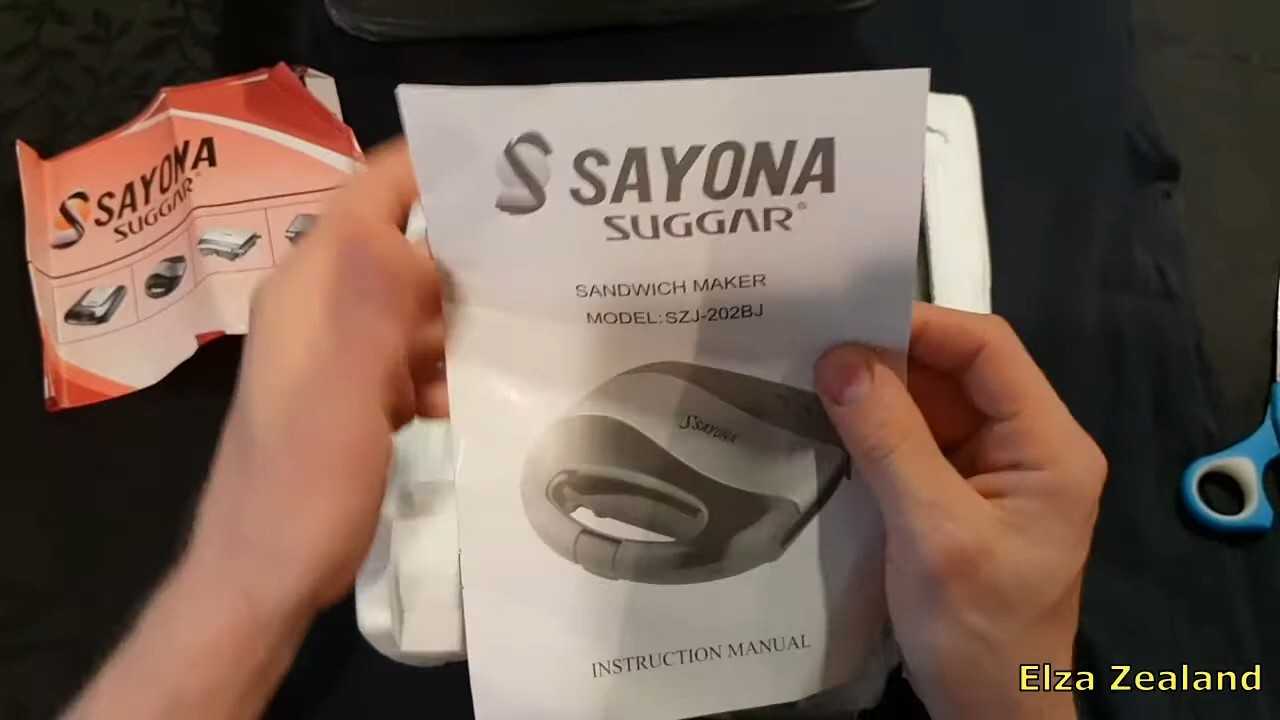 SAYONA
SUGGAR®
SAYONA
SUGGAR®
SANDWICH MAKER
MODEL:SZJ-202BJ
SAYONA
INSTRUCTION MANUAL
Elza Zealand